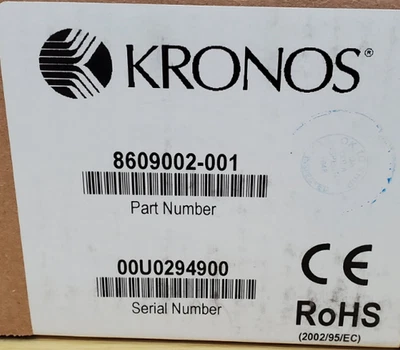 KRONOS®
8609002-001
Part Number
00U0294900
Serial Number
CE
RoHS
(2002/95/EC)